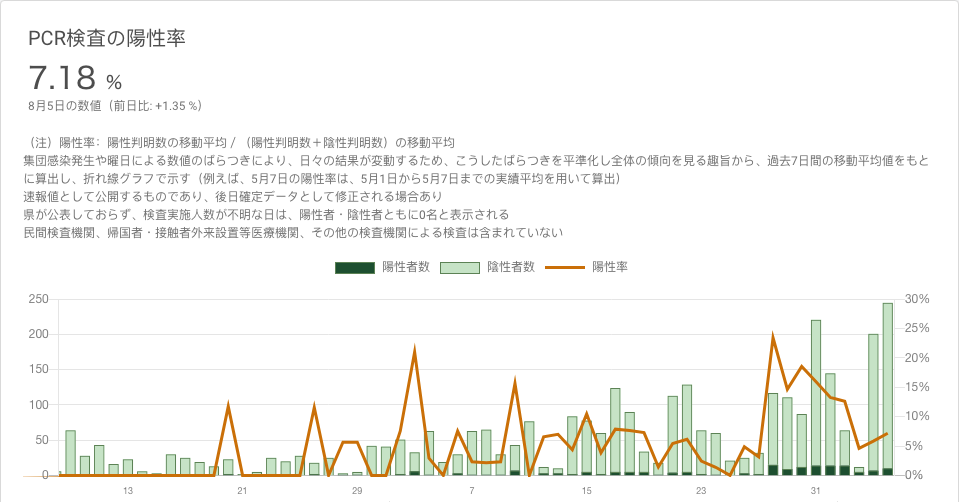 PCR検査の陽性率
7.18 %
8月5日の数値（前日比: +1.35 %）
（注）陽性率：陽性判明数の移動平均 / （陽性判明数＋陰性判明数）の移動平均
集団感染発生や曜日による数値のばらつきにより、日々の結果が変動するため、こうしたばらつきを平準化し全体の傾向を見る趣旨から、過去7日間の移動平均値をもと
に算出し、折れ線グラフで示す（例えば、5月7日の陽性率は、5月1日から5月7日までの実績平均を用いて算出）
速報値として公開するものであり、後日確定データとして修正される場合あり
県が公表しておらず、検査実施人数が不明な日は、陽性者・陰性者ともに0名と表示される
民間検査機関、帰国者・接触者外来設置等医療機関、その他の検査機関による検査は含まれていない
陽性者数 陰性者数 陽性率
250 30%
25%
200
20%
150
15%
100
10%
50
5%
0 0%
13 21 29 7 15 23 31